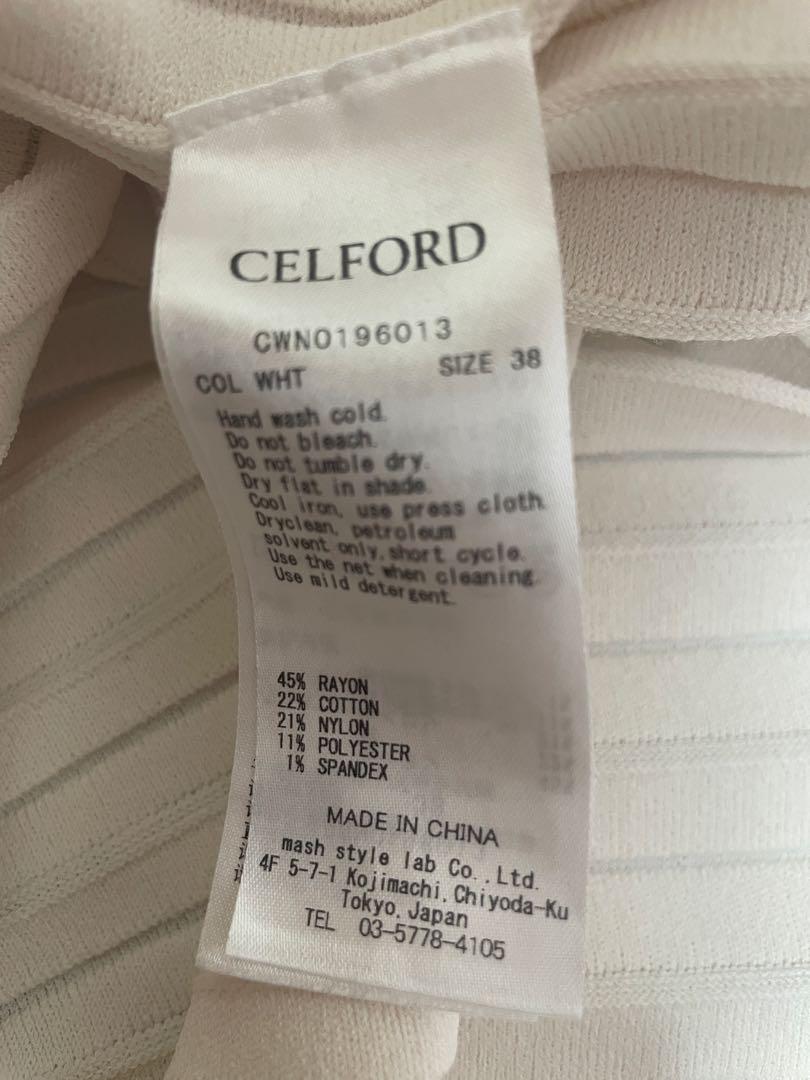 CELFORD
CWNO196013
COL WHT SIZE 38
Hand wash cold.
Do not bleach.
Do not tumble dry.
Dry flat in shade.
Cool iron, use press cloth.
Dryclean, petroleum
solvent only, short cycle.
Use the net when cleaning.
Use mild detergent.
45% RAYON
22% COTTON
21% NYLON
11% POLYESTER
1% SPANDEX
MADE IN CHINA
mash style lab Co.,Ltd.
4F 5-7-1 Kojimachi, Chiyoda-Ku
Tokyo, Japan
TEL 03-5778-4105